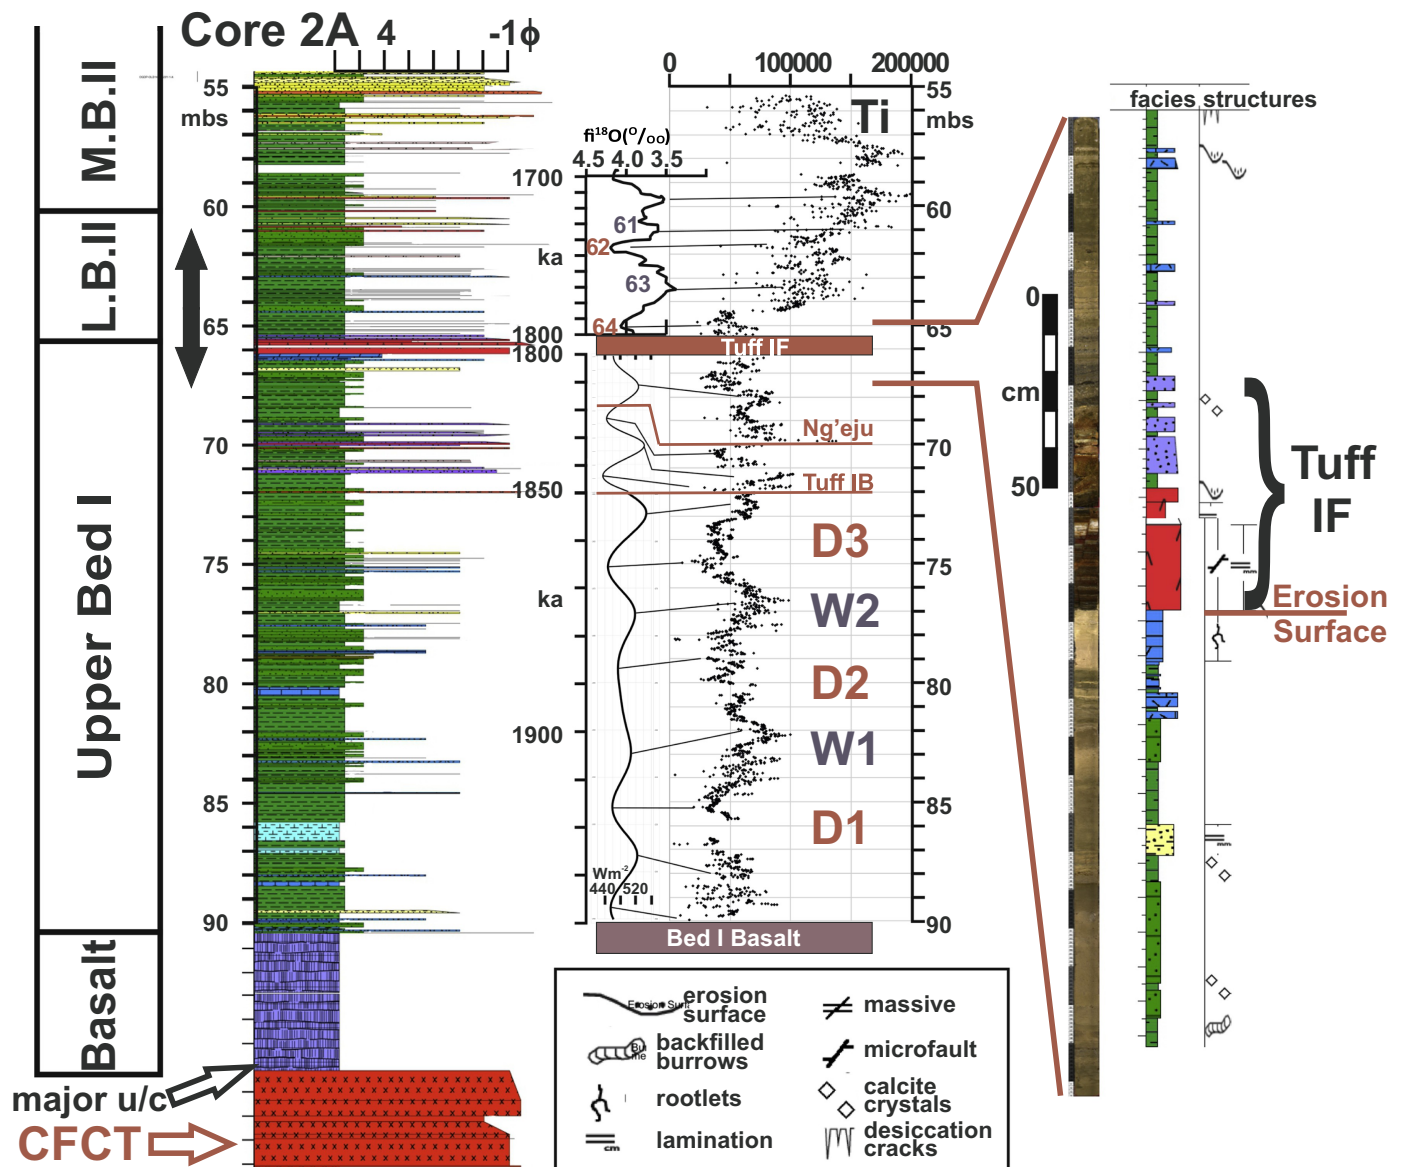 Core 2A
4
-1ϕ
M.B.II
L.B.II
Upper Bed I
Basalt
major u/c
CFCT
55
mbs
60
65
70
75
80
85
90
0
100000
200000
Ti
fi¹⁸O(⁰/₀₀)
4.5
4.0
3.5
1700
ka
1800
1800
1850
ka
1900
61
62
63
64
Tuff IF
Ng'eju
Tuff IB
D3
W2
D2
W1
D1
Wm⁻²
440
520
Bed I Basalt
55
mbs
60
65
70
75
80
85
90
0
cm
50
facies structures
Tuff
IF
mm
Erosion
Surface
mm
erosion
surface
backfilled
burrows
rootlets
lamination
cm
massive
microfault
calcite
crystals
desiccation
cracks